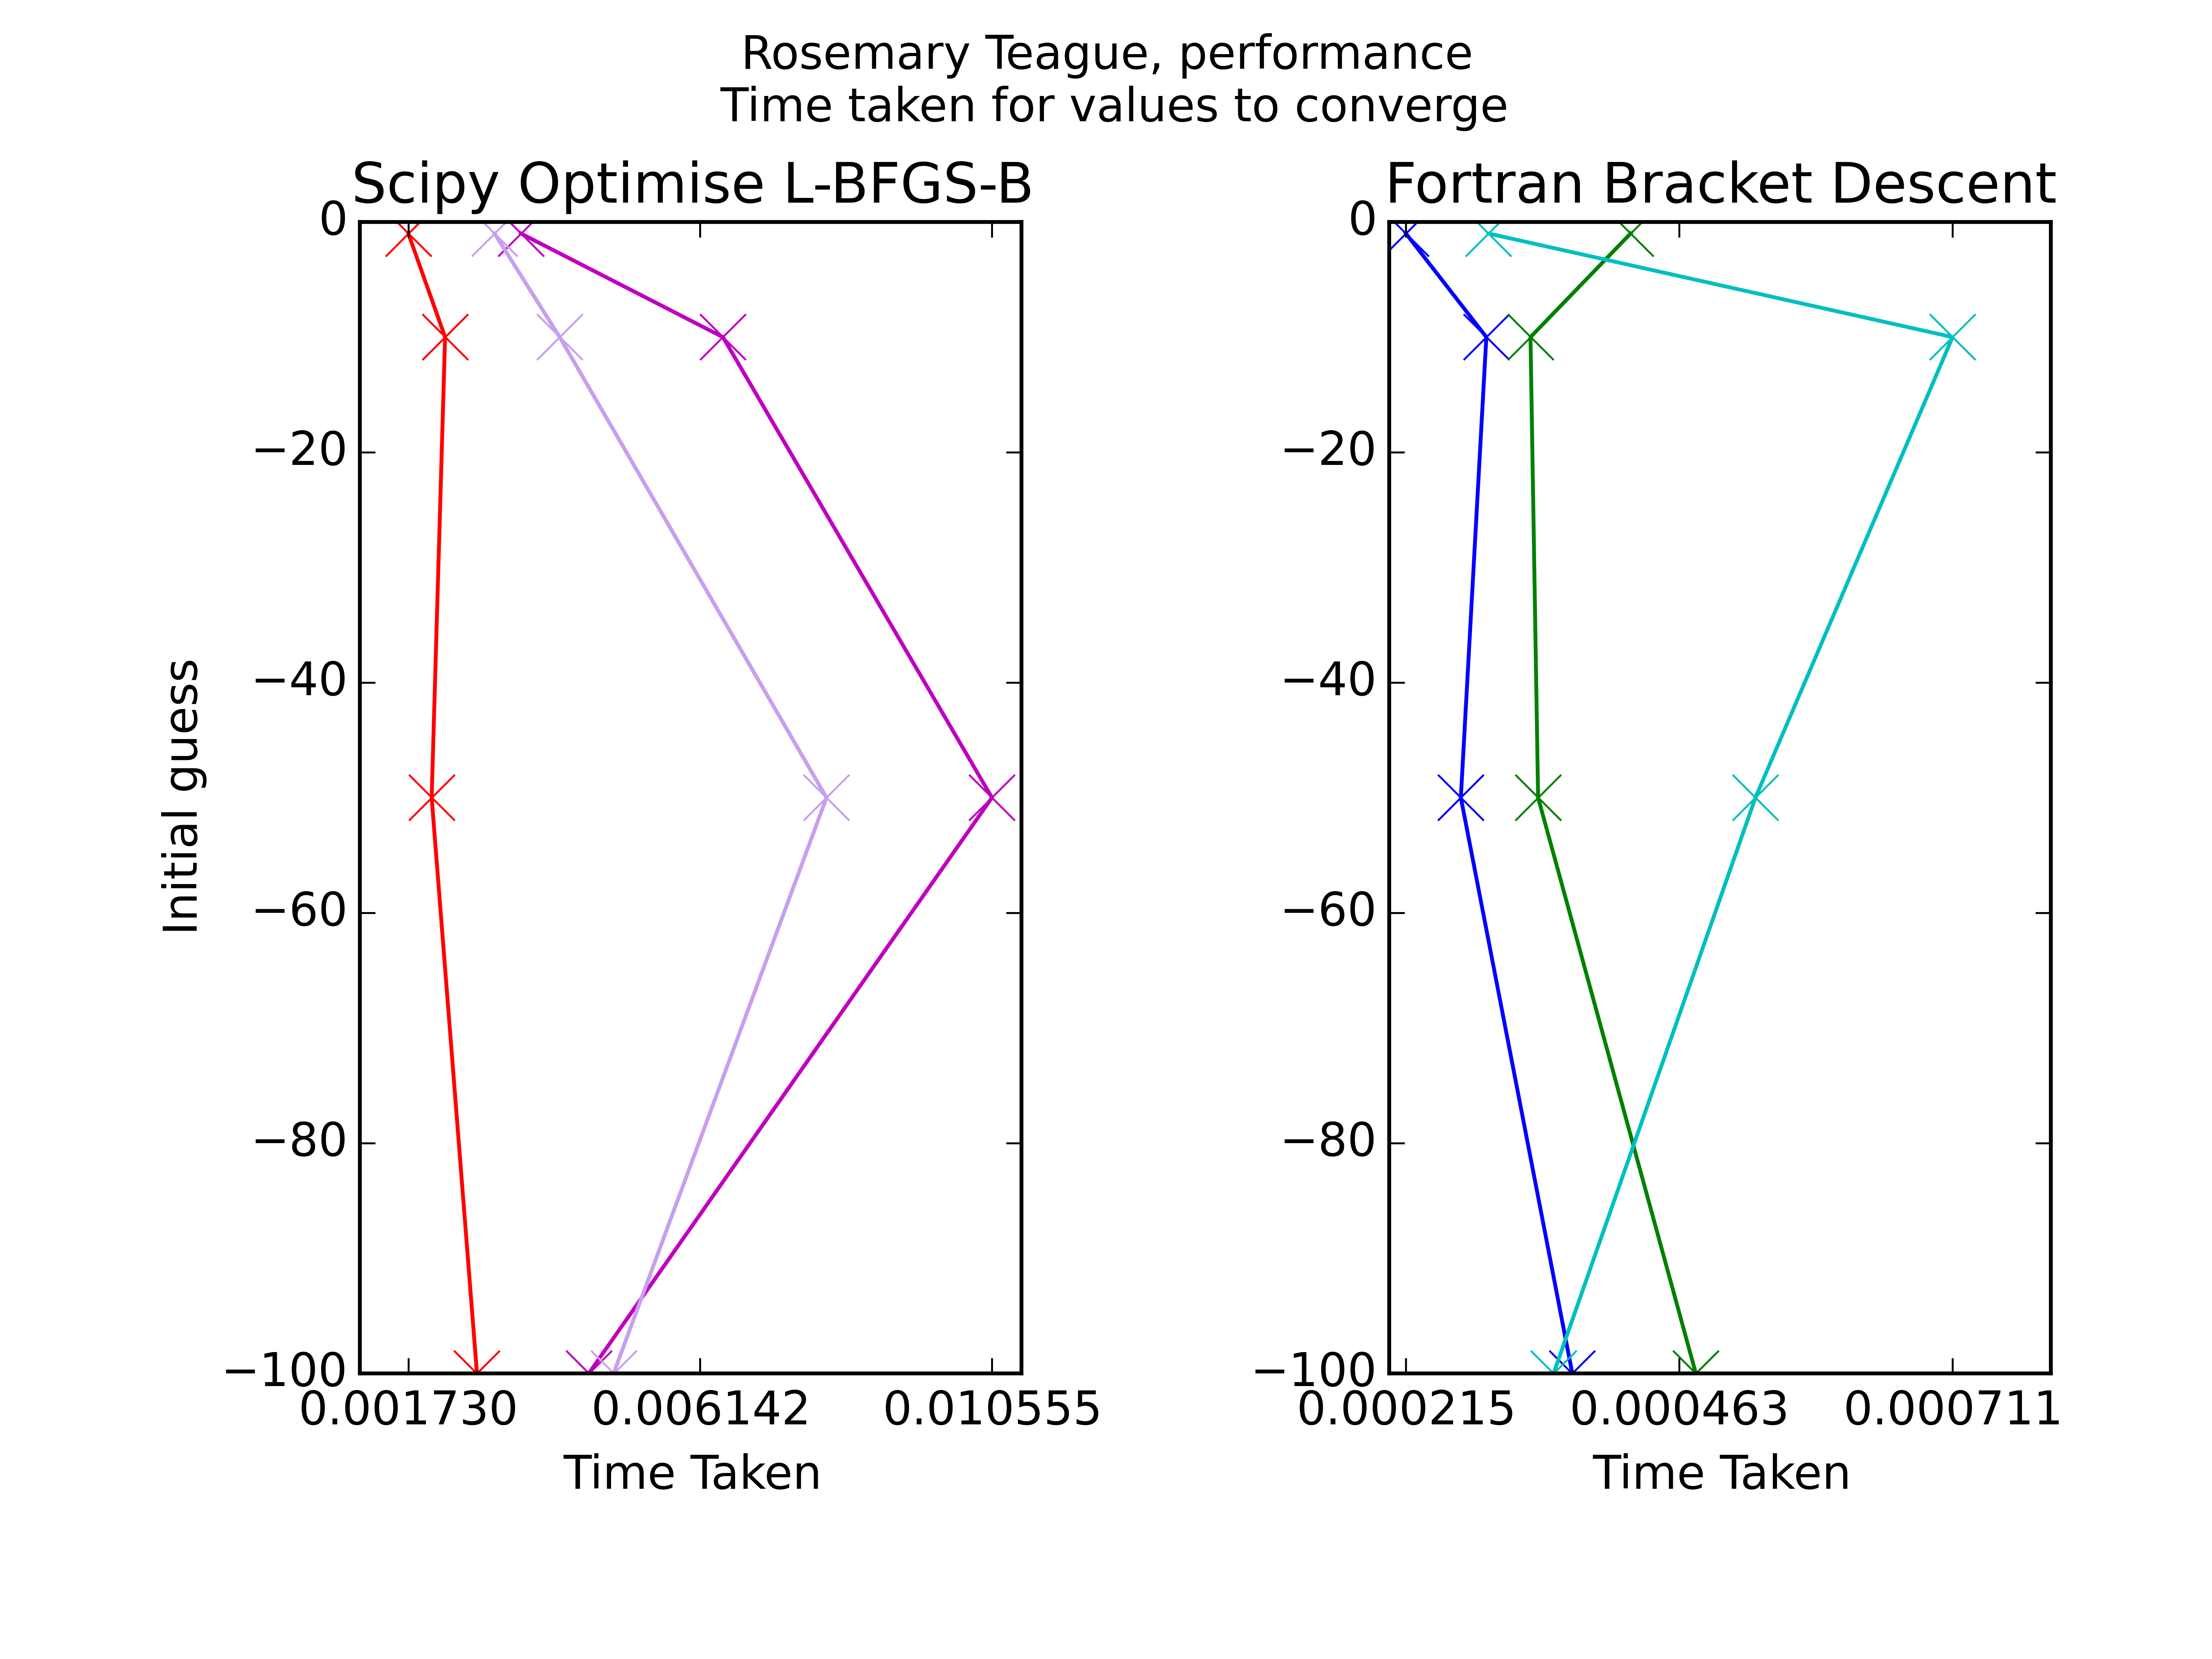 Rosemary Teague, performance
Time taken for values to converge
Scipy Optimise L-BFGS-B
0
−20
−40
−60
−80
−100
Initial guess
0.001730 0.006142 0.010555
Time Taken
Fortran Bracket Descent
0
−20
−40
−60
−80
−100
0.000215 0.000463 0.000711
Time Taken